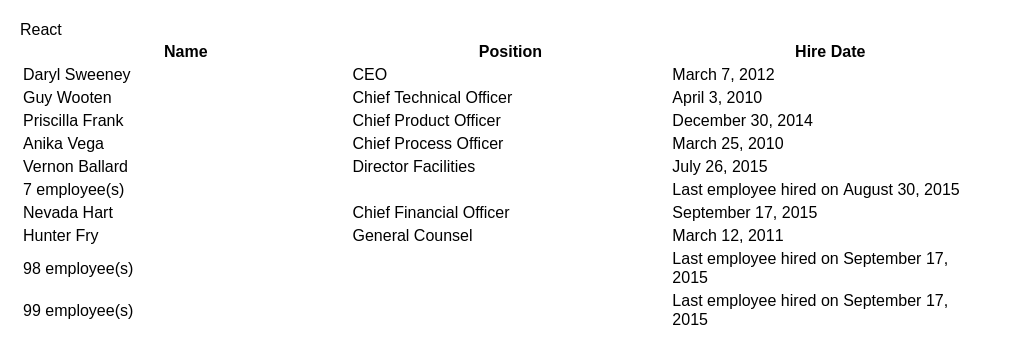 React
Name Position Hire Date
Daryl Sweeney CEO March 7, 2012
Guy Wooten Chief Technical Officer April 3, 2010
Priscilla Frank Chief Product Officer December 30, 2014
Anika Vega Chief Process Officer March 25, 2010
Vernon Ballard Director Facilities July 26, 2015
7 employee(s) Last employee hired on August 30, 2015
Nevada Hart Chief Financial Officer September 17, 2015
Hunter Fry General Counsel March 12, 2011
98 employee(s) Last employee hired on September 17,
2015
99 employee(s) Last employee hired on September 17,
2015